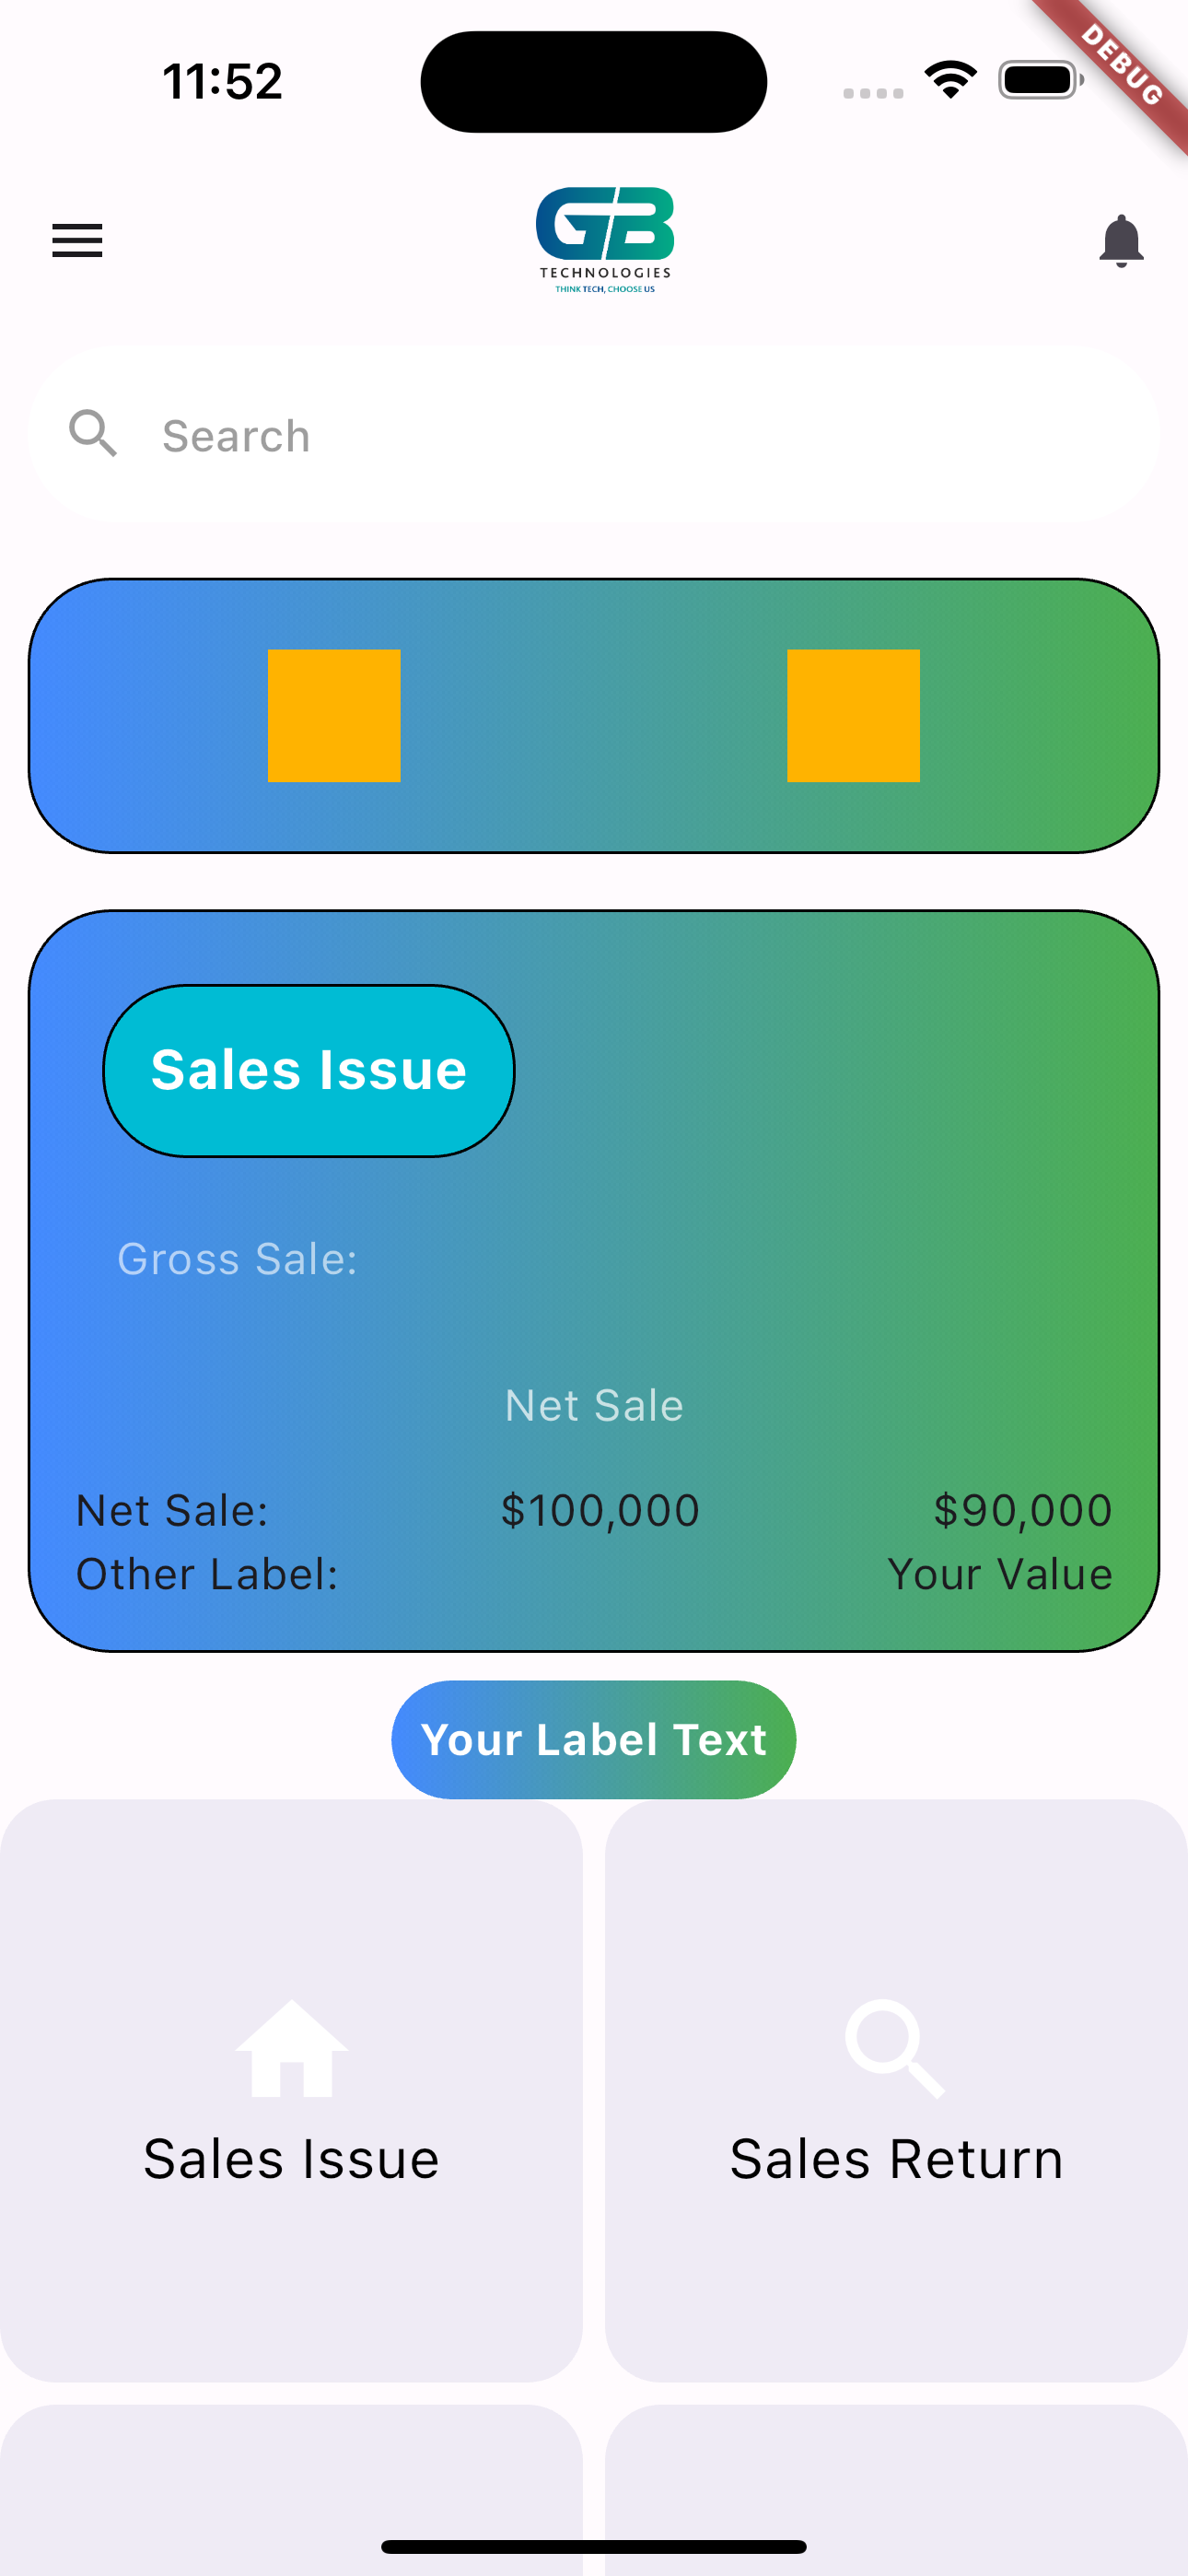 11:52
DEBUG
GB
TECHNOLOGIES
THINK TECH, CHOOSE US
Search
Sales Issue
Gross Sale:
Net Sale
Net Sale: $100,000 $90,000
Other Label: Your Value
Your Label Text
Sales Issue
Sales Return